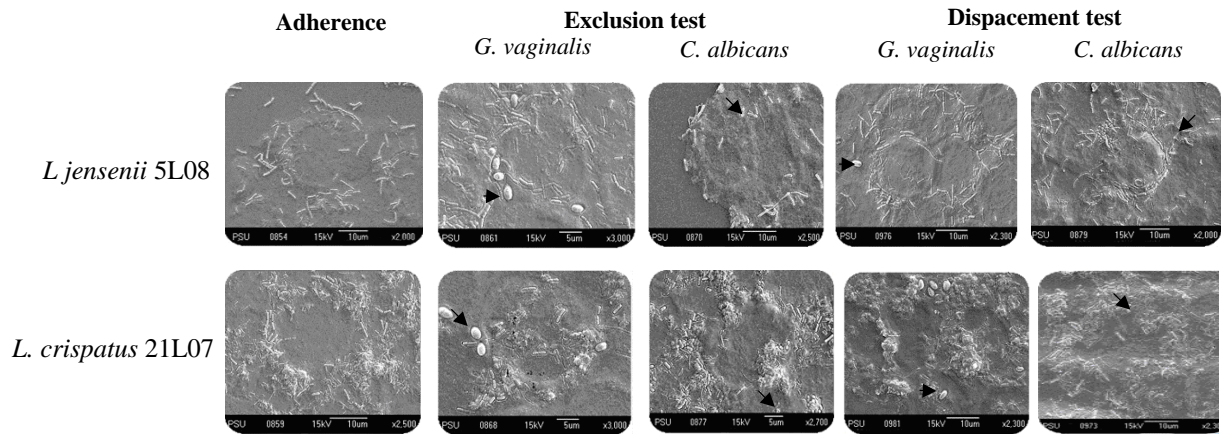 Adherence Exclusion test Dispacement test
G. vaginalis C. albicans G. vaginalis C. albicans
L jensenii 5L08
PSU 0854 15kV 10um x2,000
PSU 0861 15kV 5um x3,000
PSU 0870 15kV 10um x2,500
PSU 0976 15kV 10um x2,300
PSU 0879 15kV 10um x2,000
L. crispatus 21L07
PSU 0859 15kV 10um x2,500
PSU 0868 15kV 5um x3,000
PSU 0877 15kV 5um x2,700
PSU 0981 15kV 10um x2,300
PSU 0973 15kV 10um x2,30